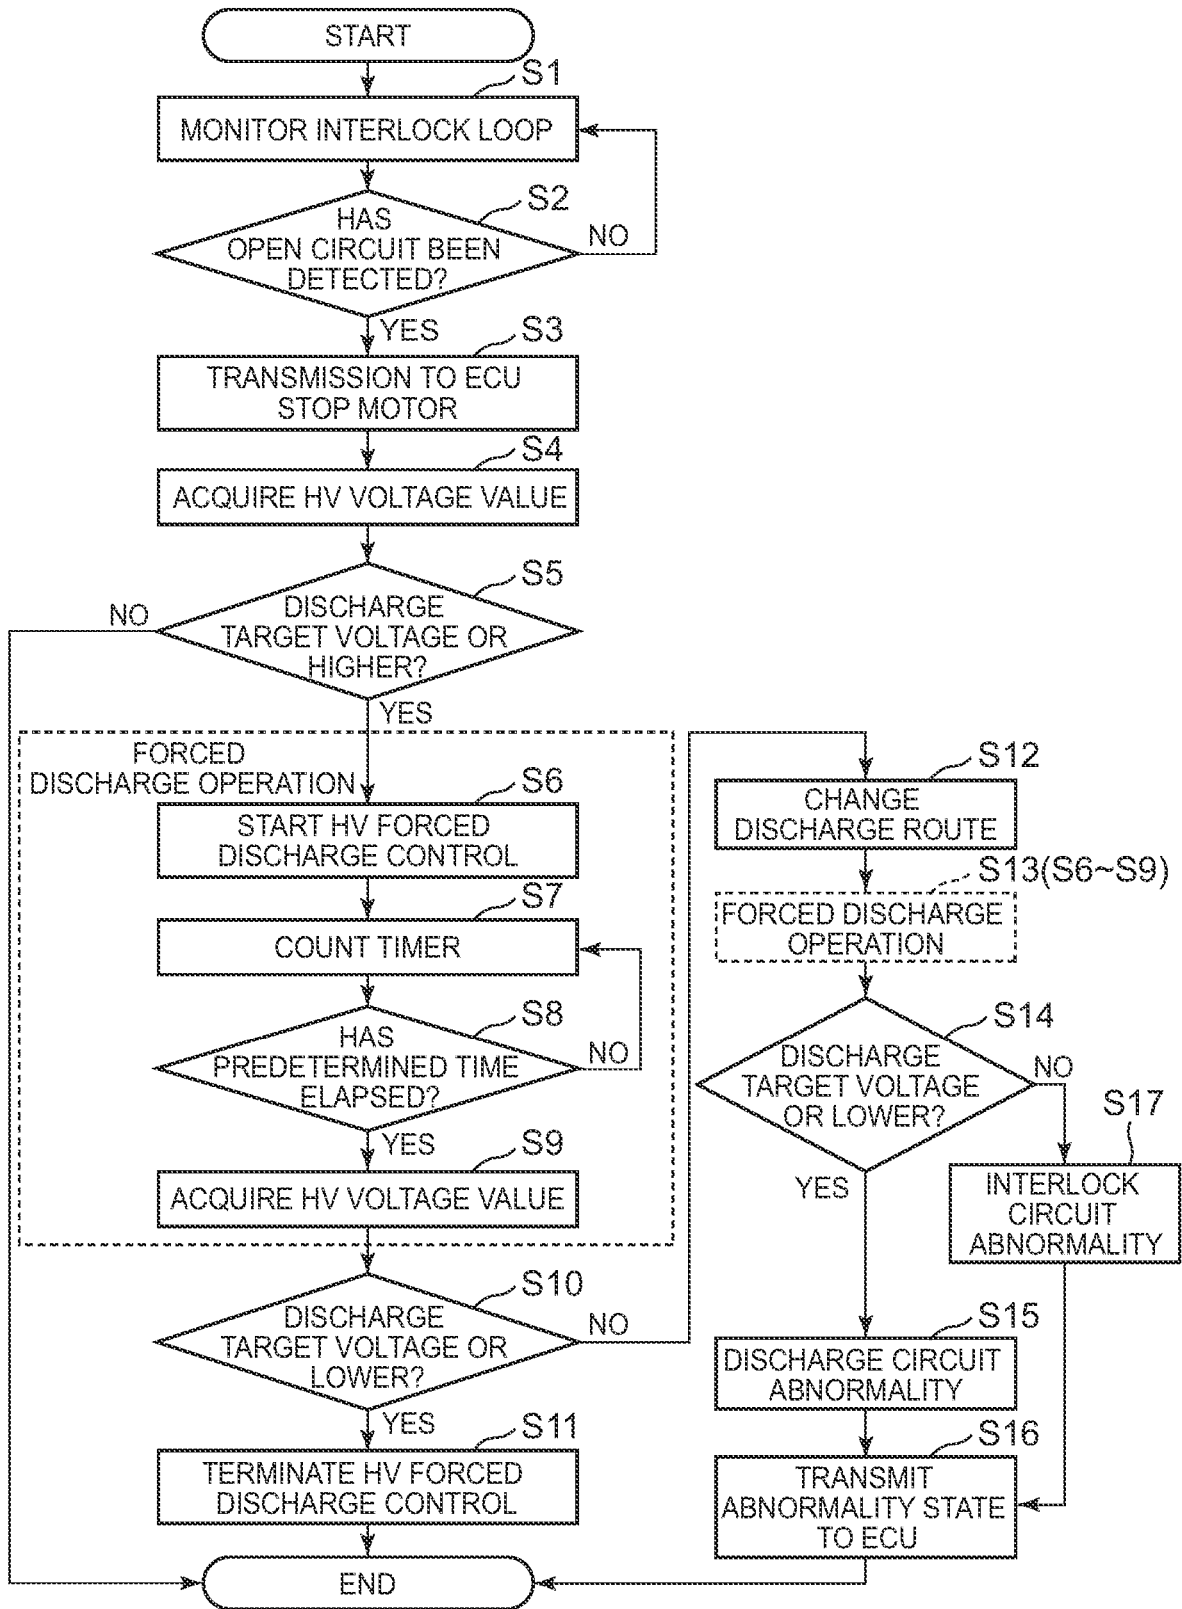 START
S1
MONITOR INTERLOCK LOOP
S2
HAS
OPEN CIRCUIT BEEN
DETECTED?
NO
YES
S3
TRANSMISSION TO ECU
STOP MOTOR
S4
ACQUIRE HV VOLTAGE VALUE
S5
DISCHARGE
TARGET VOLTAGE OR
HIGHER?
NO
YES
FORCED
DISCHARGE OPERATION
S6
START HV FORCED
DISCHARGE CONTROL
S7
COUNT TIMER
S8
HAS
PREDETERMINED TIME
ELAPSED?
NO
YES
S9
ACQUIRE HV VOLTAGE VALUE
S10
DISCHARGE
TARGET VOLTAGE OR
LOWER?
NO
YES
S11
TERMINATE HV FORCED
DISCHARGE CONTROL
END
S12
CHANGE
DISCHARGE ROUTE
S13(S6~S9)
FORCED DISCHARGE
OPERATION
S14
DISCHARGE
TARGET VOLTAGE
OR LOWER?
NO
YES
S17
INTERLOCK
CIRCUIT
ABNORMALITY
S15
DISCHARGE CIRCUIT
ABNORMALITY
S16
TRANSMIT
ABNORMALITY STATE
TO ECU